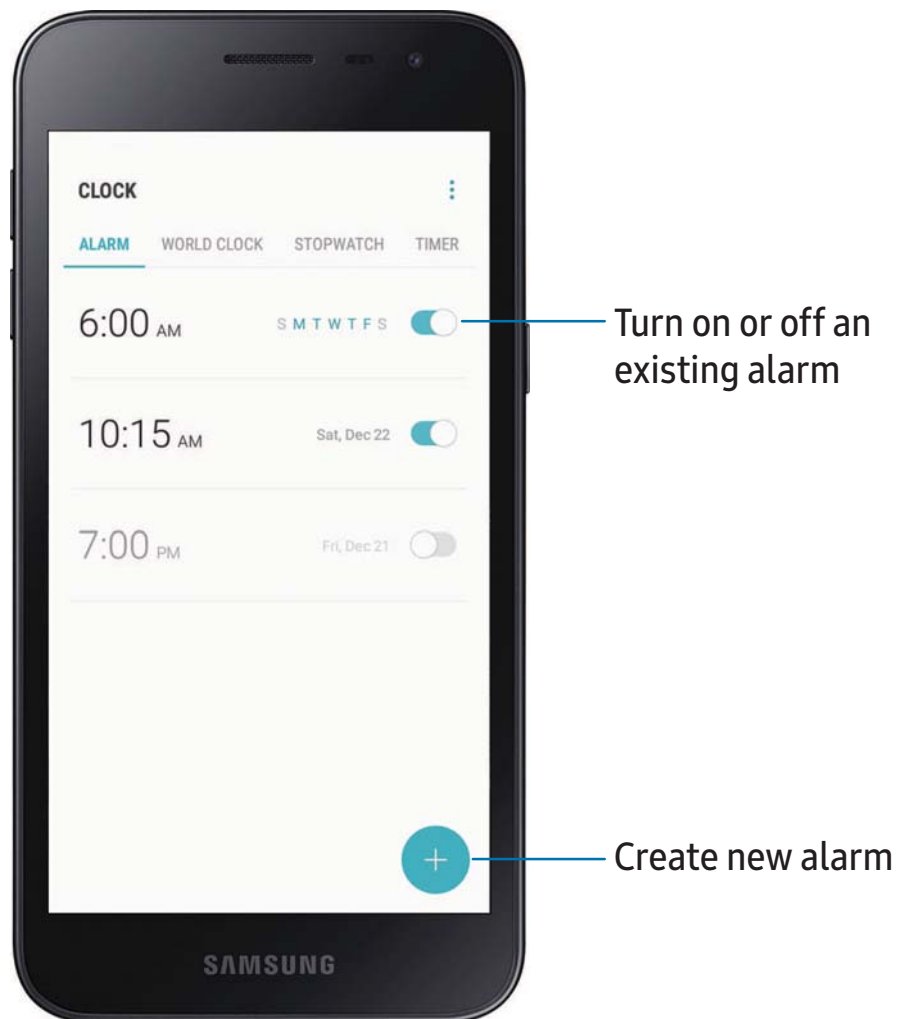 CLOCK
ALARM WORLD CLOCK STOPWATCH TIMER
6:00 AM S M T W T F S
Turn on or off an
existing alarm
10:15 AM Sat, Dec 22
7:00 PM Fri, Dec 21
+
Create new alarm
SAMSUNG